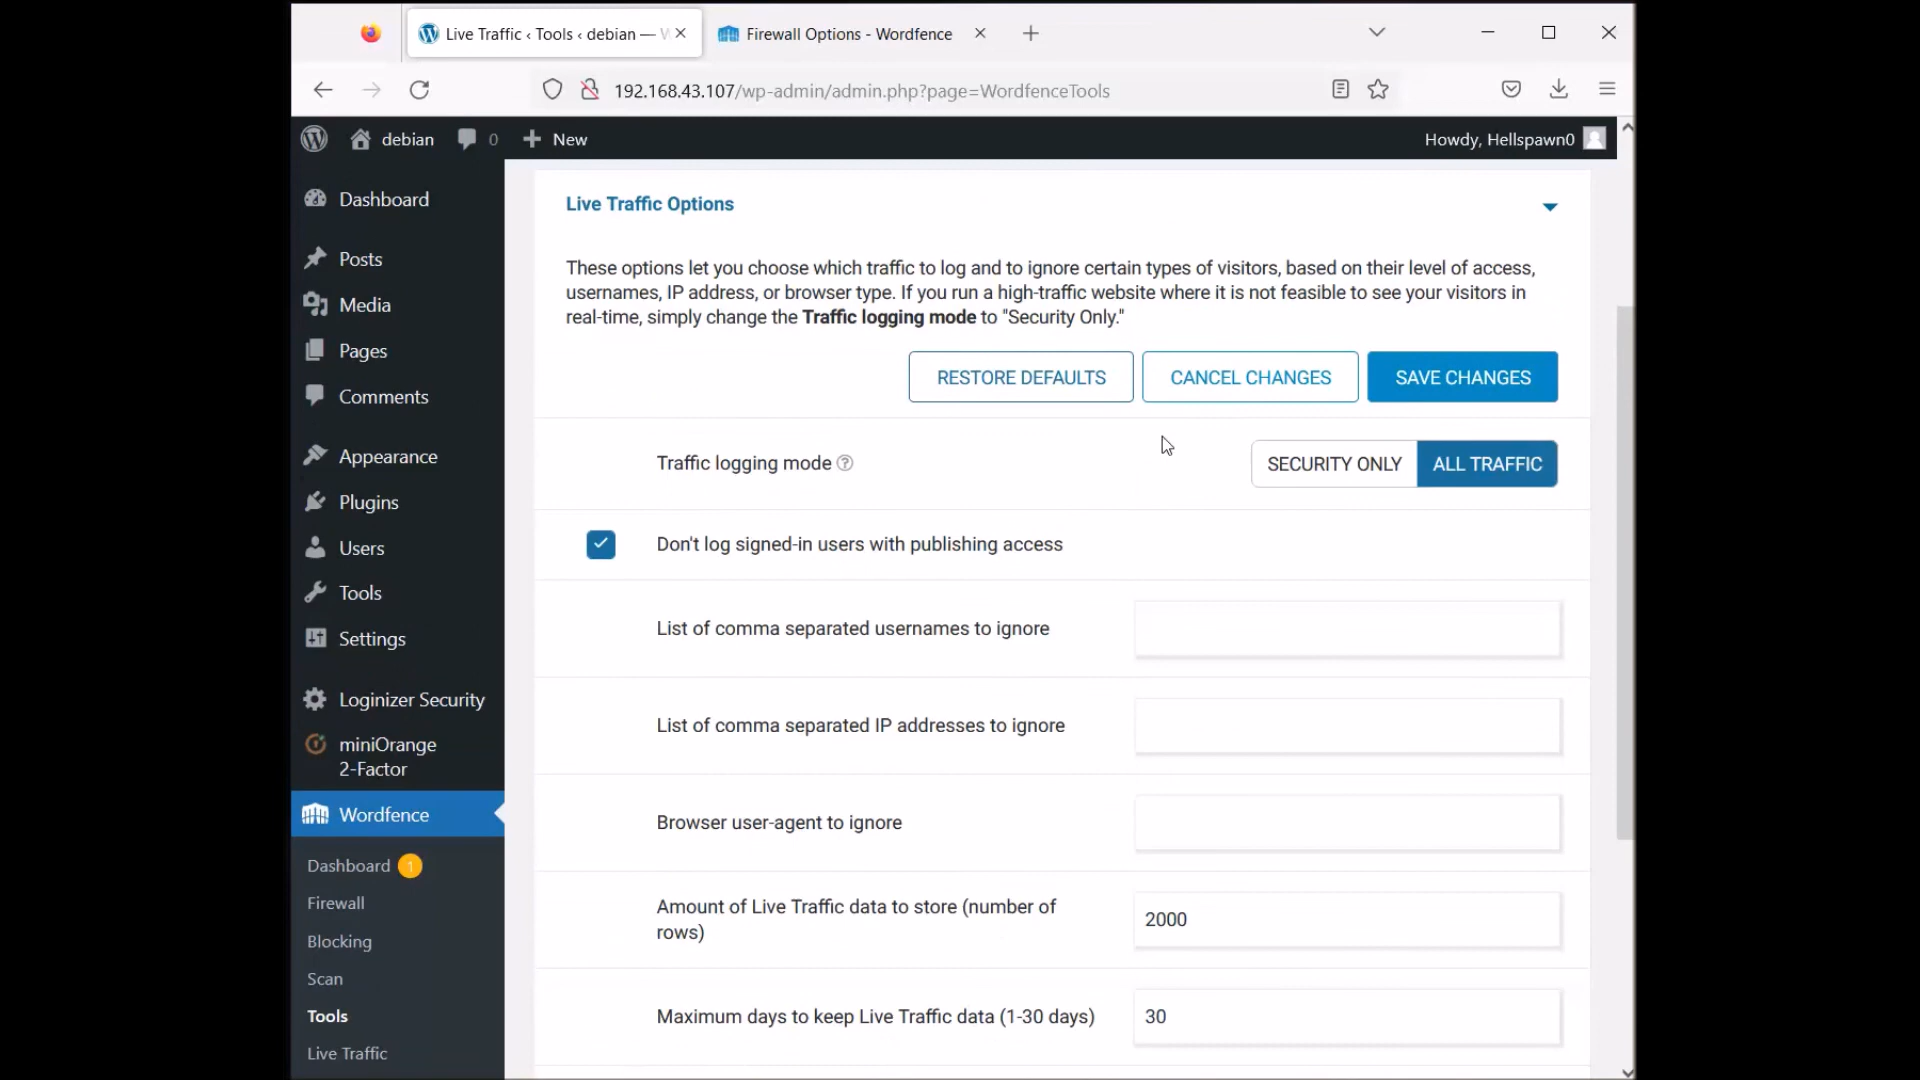 Live Traffic ‹ Tools ‹ debian — W
Firewall Options - Wordfence
192.168.43.107/wp-admin/admin.php?page=WordfenceTools
debian
0
New
Howdy, Hellspawn0
Dashboard
Posts
Media
Pages
Comments
Appearance
Plugins
Users
Tools
Settings
Loginizer Security
miniOrange
2-Factor
Wordfence
Dashboard 1
Firewall
Blocking
Scan
Tools
Live Traffic
Live Traffic Options
These options let you choose which traffic to log and to ignore certain types of visitors, based on their level of access,
usernames, IP address, or browser type. If you run a high-traffic website where it is not feasible to see your visitors in
real-time, simply change the Traffic logging mode to "Security Only."
RESTORE DEFAULTS
CANCEL CHANGES
SAVE CHANGES
Traffic logging mode ?
SECURITY ONLY
ALL TRAFFIC
Don't log signed-in users with publishing access
List of comma separated usernames to ignore
List of comma separated IP addresses to ignore
Browser user-agent to ignore
Amount of Live Traffic data to store (number of
rows)
2000
Maximum days to keep Live Traffic data (1-30 days)
30